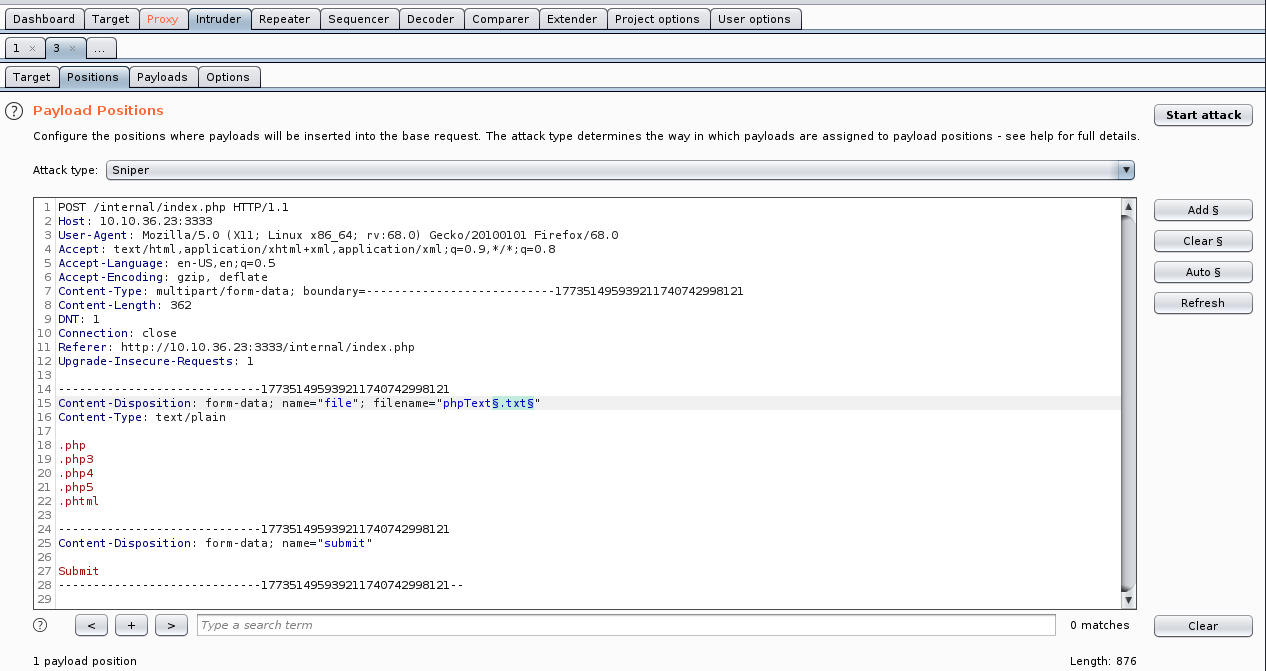 Dashboard Target Proxy Intruder Repeater Sequencer Decoder Comparer Extender Project options User options
1 × 3 × ...
Target Positions Payloads Options
? Payload Positions
Start attack
Configure the positions where payloads will be inserted into the base request. The attack type determines the way in which payloads are assigned to payload positions - see help for full details.
Attack type: Sniper
1 POST /internal/index.php HTTP/1.1
2 Host: 10.10.36.23:3333
3 User-Agent: Mozilla/5.0 (X11; Linux x86_64; rv:68.0) Gecko/20100101 Firefox/68.0
4 Accept: text/html,application/xhtml+xml,application/xml;q=0.9,*/*;q=0.8
5 Accept-Language: en-US,en;q=0.5
6 Accept-Encoding: gzip, deflate
7 Content-Type: multipart/form-data; boundary=---------------------------1773514959392117407429​98121
8 Content-Length: 362
9 DNT: 1
10 Connection: close
11 Referer: http://10.10.36.23:3333/internal/index.php
12 Upgrade-Insecure-Requests: 1
13
14 -----------------------------177351495939211740742998121
15 Content-Disposition: form-data; name="file"; filename="phpText§.txt§"
16 Content-Type: text/plain
17
18 .php
19 .php3
20 .php4
21 .php5
22 .phtml
23
24 -----------------------------177351495939211740742998121
25 Content-Disposition: form-data; name="submit"
26
27 Submit
28 -----------------------------177351495939211740742998121--
29
Add §
Clear §
Auto §
Refresh
? < + > Type a search term 0 matches Clear
1 payload position Length: 876